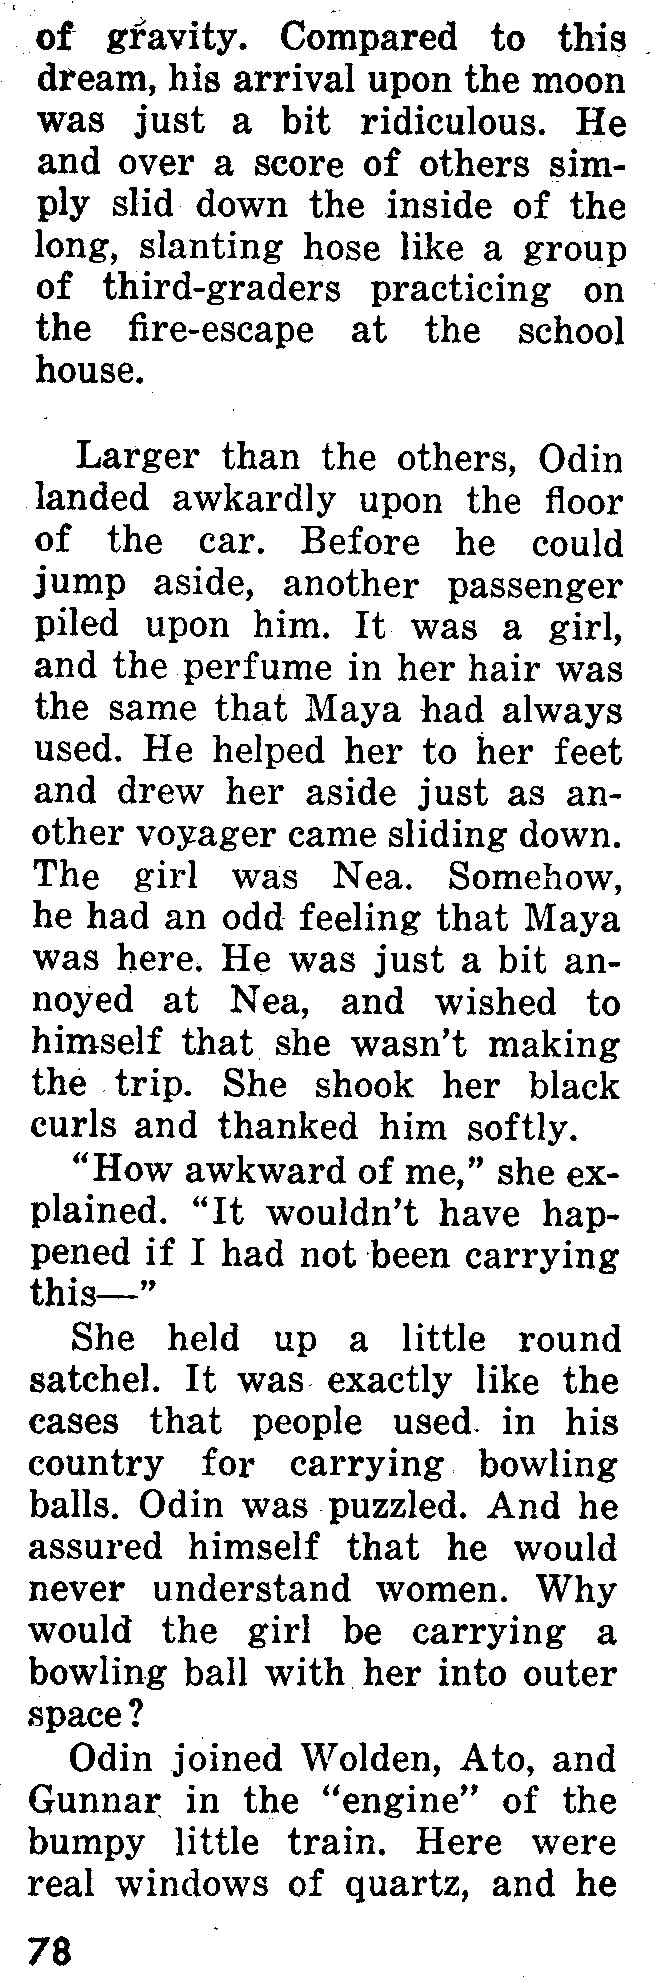 of gravity. Compared to this
dream, his arrival upon the moon
was just a bit ridiculous. He
and over a score of others sim-
ply slid down the inside of the
long, slanting hose like a group
of third-graders practicing on
the fire-escape at the school
house.
Larger than the others, Odin
landed awkardly upon the floor
of the car. Before he could
jump aside, another passenger
piled upon him. It was a girl,
and the perfume in her hair was
the same that Maya had always
used. He helped her to her feet
and drew her aside just as an-
other voyager came sliding down.
The girl was Nea. Somehow,
he had an odd feeling that Maya
was here. He was just a bit an-
noyed at Nea, and wished to
himself that she wasn't making
the trip. She shook her black
curls and thanked him softly.
"How awkward of me," she ex-
plained. "It wouldn't have hap-
pened if I had not been carrying
this—"
She held up a little round
satchel. It was exactly like the
cases that people used in his
country for carrying bowling
balls. Odin was puzzled. And he
assured himself that he would
never understand women. Why
would the girl be carrying a
bowling ball with her into outer
space?
Odin joined Wolden, Ato, and
Gunnar in the "engine" of the
bumpy little train. Here were
real windows of quartz, and he
78